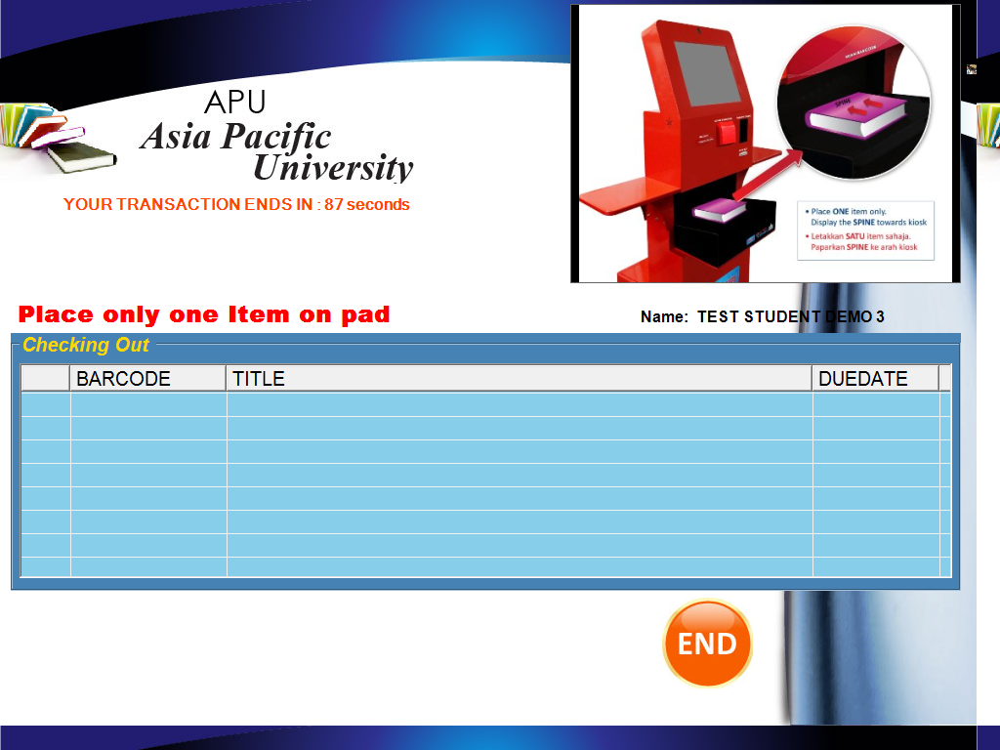 APU
Asia Pacific
University
YOUR TRANSACTION ENDS IN : 87 seconds
SPINE
• Place ONE item only.
Display the SPINE towards kiosk
• Letakkan SATU item sahaja.
Paparkan SPINE ke arah kiosk
Place only one Item on pad
Name: TEST STUDENT DEMO 3
Checking Out
BARCODE TITLE DUEDATE
END